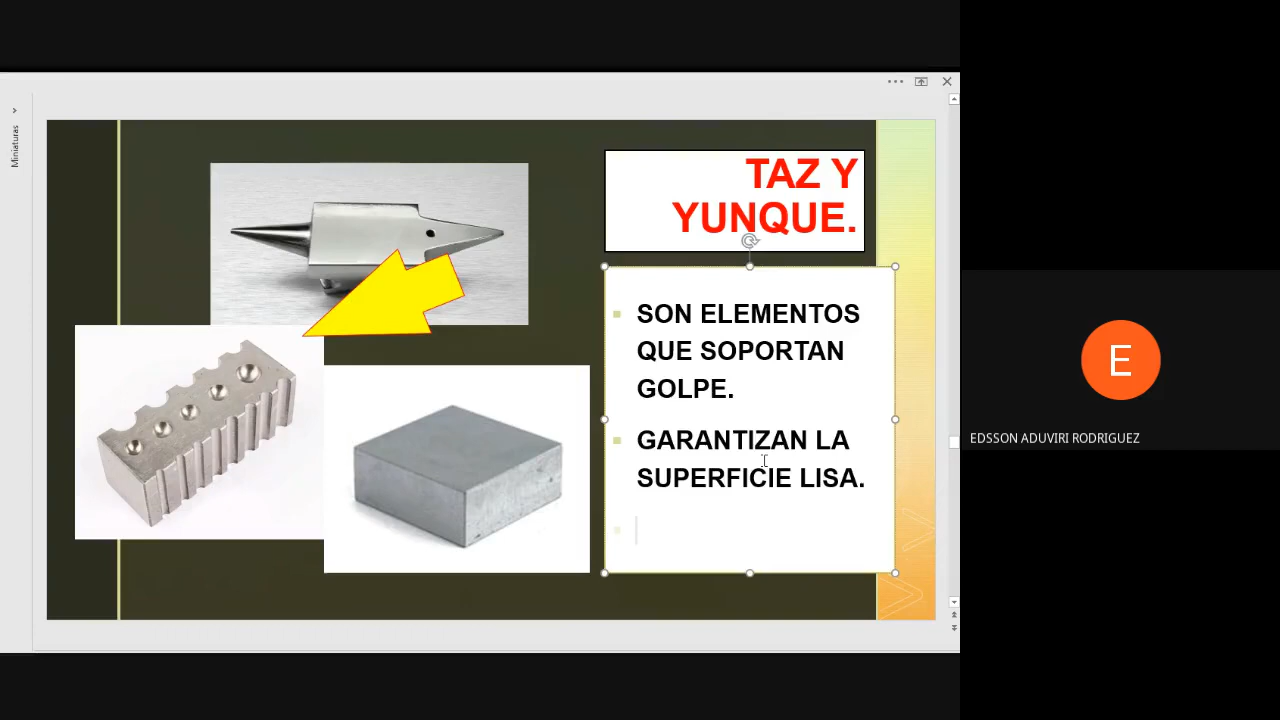 Miniaturas
TAZ Y
YUNQUE.
SON ELEMENTOS
QUE SOPORTAN
GOLPE.
GARANTIZAN LA
SUPERFICIE LISA.
E
EDSSON ADUVIRI RODRIGUEZ